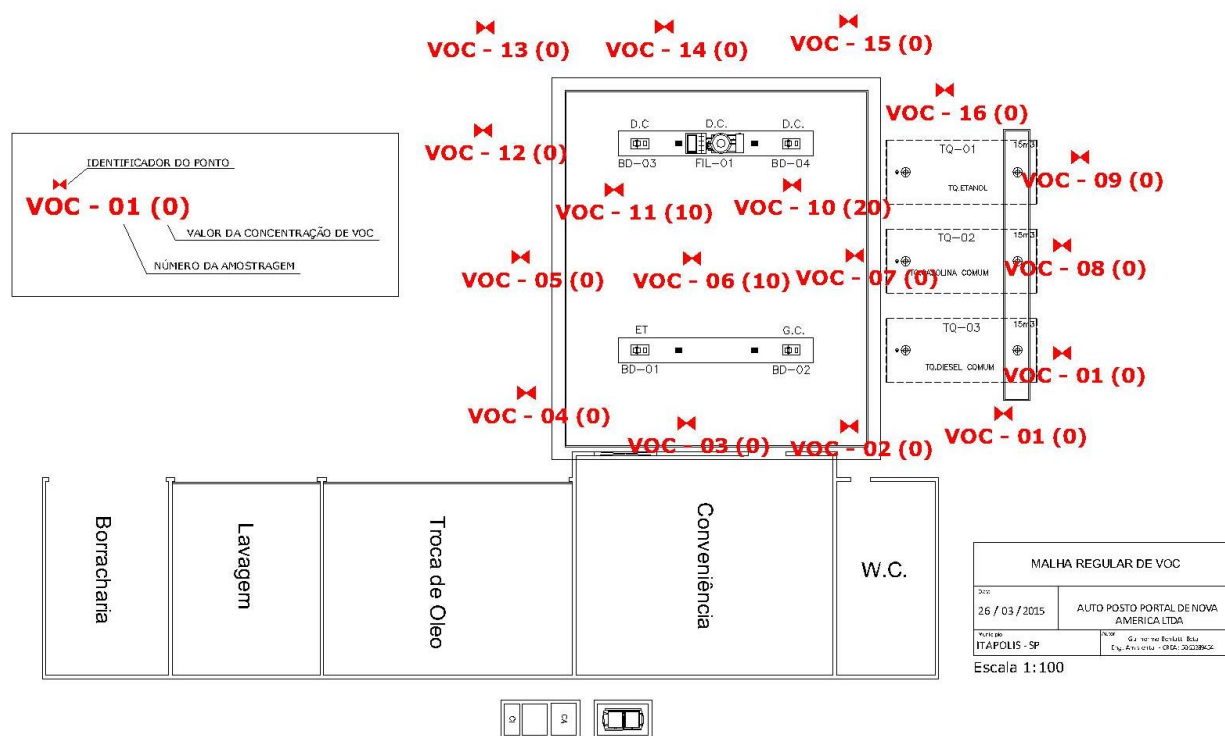 VOC - 13 (0)
VOC - 14 (0)
VOC - 15 (0)
VOC - 16 (0)
IDENTIFICADOR DO PONTO
VOC - 01 (0)
VALOR DA CONCENTRAÇÃO DE VOC
NÚMERO DA AMOSTRAGEM
VOC - 12 (0)
D.C
D.C.
D.C.
BD-03
FIL-01
BD-04
TQ-01
15m3
TQ.ETANOL
VOC - 09 (0)
VOC - 11 (10)
VOC - 10 (20)
TQ-02
15m3
TQ.GAZOLINA COMUM
VOC - 05 (0)
VOC - 06 (10)
VOC - 07 (0)
VOC - 08 (0)
ET
G.C.
BD-01
BD-02
TQ-03
15m3
TQ.DIESEL COMUM
VOC - 01 (0)
VOC - 04 (0)
VOC - 03 (0)
VOC - 02 (0)
VOC - 01 (0)
Borracharia
Lavagem
Troca de Oleo
Conveniência
W.C.
MALHA REGULAR DE VOC
Data
26 / 03 / 2015
AUTO POSTO PORTAL DE NOVA
AMERICA LTDA
Município
ITAPOLIS - SP
Autor
Escala 1:100